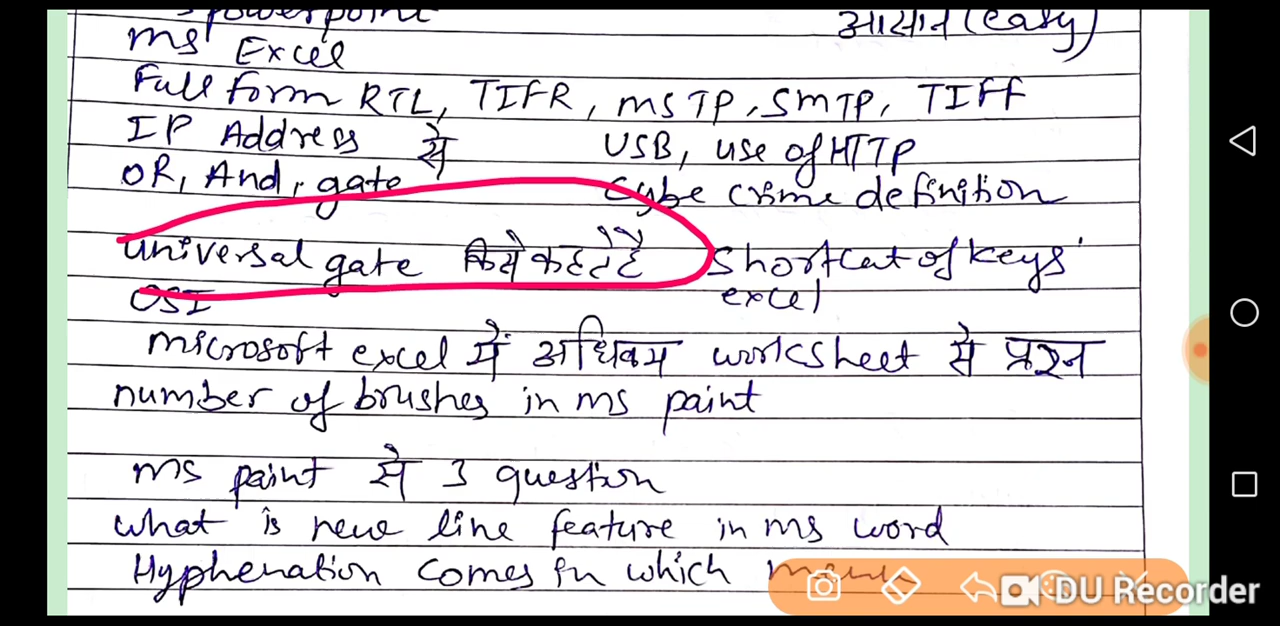 Powerpoint
आसान (easy)
ms Excel
Full form RTL, TIFR, msTP, SmTP, TIFF
IP Address से USB, use of HTTP
OR, And, gate Cybe crime definition
universal gate किसे कहते हैं Shortcut of keys'
OSI excel
microsoft excel में worksheet से प्रश्न
number of brushes in ms paint
ms paint से 3 question
what is new line feature in ms word
Hyphenation comes in which
DU Recorder